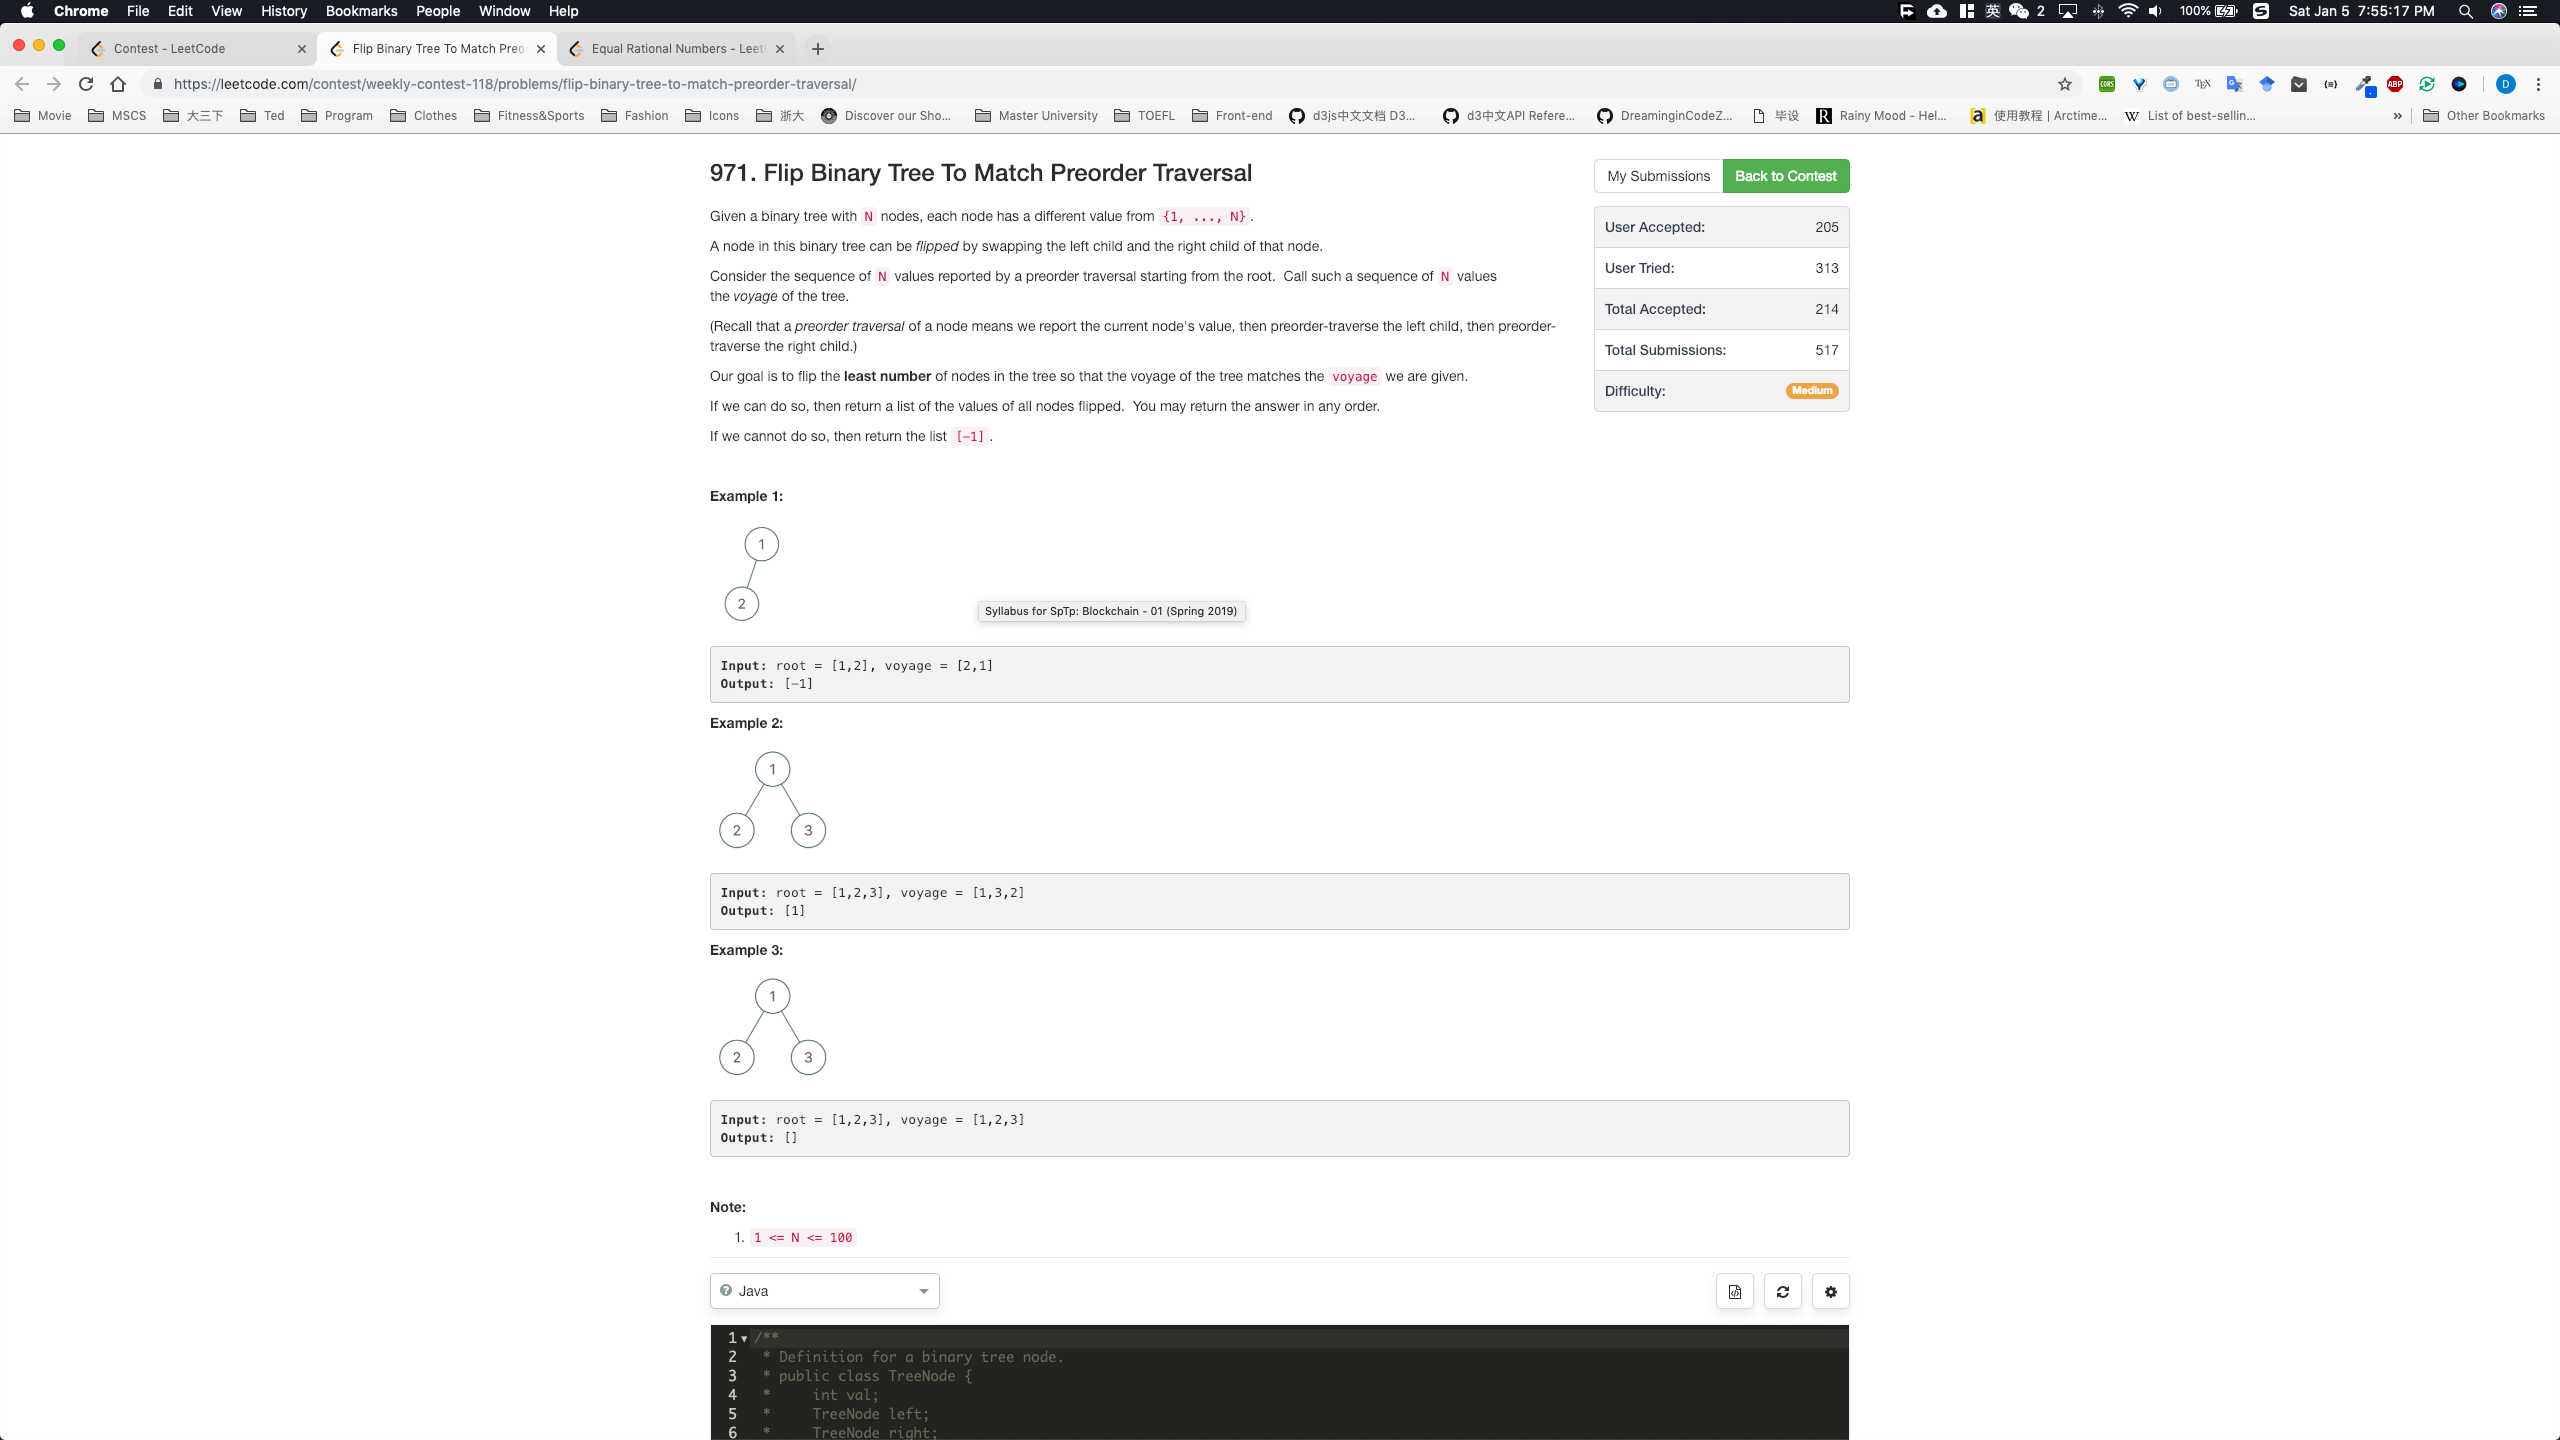 Chrome File Edit View History Bookmarks People Window Help 英 2 100% Sat Jan 5 7:55:17 PM
Contest - LeetCode Flip Binary Tree To Match Preor Equal Rational Numbers - Leet
https://leetcode.com/contest/weekly-contest-118/problems/flip-binary-tree-to-match-preorder-traversal/
Movie MSCS 大三下 Ted Program Clothes Fitness&Sports Fashion Icons 浙大 Discover our Sho... Master University TOEFL Front-end d3js中文文档 D3... d3中文API Refere... DreaminginCodeZ... 毕设 Rainy Mood - Hel... 使用教程 | Arctime... List of best-sellin... » Other Bookmarks
971. Flip Binary Tree To Match Preorder Traversal
My Submissions Back to Contest
Given a binary tree with N nodes, each node has a different value from {1, ..., N}.
A node in this binary tree can be flipped by swapping the left child and the right child of that node.
Consider the sequence of N values reported by a preorder traversal starting from the root. Call such a sequence of N values
the voyage of the tree.
(Recall that a preorder traversal of a node means we report the current node's value, then preorder-traverse the left child, then preorder-
traverse the right child.)
Our goal is to flip the least number of nodes in the tree so that the voyage of the tree matches the voyage we are given.
If we can do so, then return a list of the values of all nodes flipped. You may return the answer in any order.
If we cannot do so, then return the list [-1].
User Accepted: 205
User Tried: 313
Total Accepted: 214
Total Submissions: 517
Difficulty: Medium
Example 1:
1
2
Syllabus for SpTp: Blockchain - 01 (Spring 2019)
Input: root = [1,2], voyage = [2,1]
Output: [-1]
Example 2:
1
2 3
Input: root = [1,2,3], voyage = [1,3,2]
Output: [1]
Example 3:
1
2 3
Input: root = [1,2,3], voyage = [1,2,3]
Output: []
Note:
1. 1 <= N <= 100
Java
1 /**
2 * Definition for a binary tree node.
3 * public class TreeNode {
4 * int val;
5 * TreeNode left;
6 * TreeNode right;